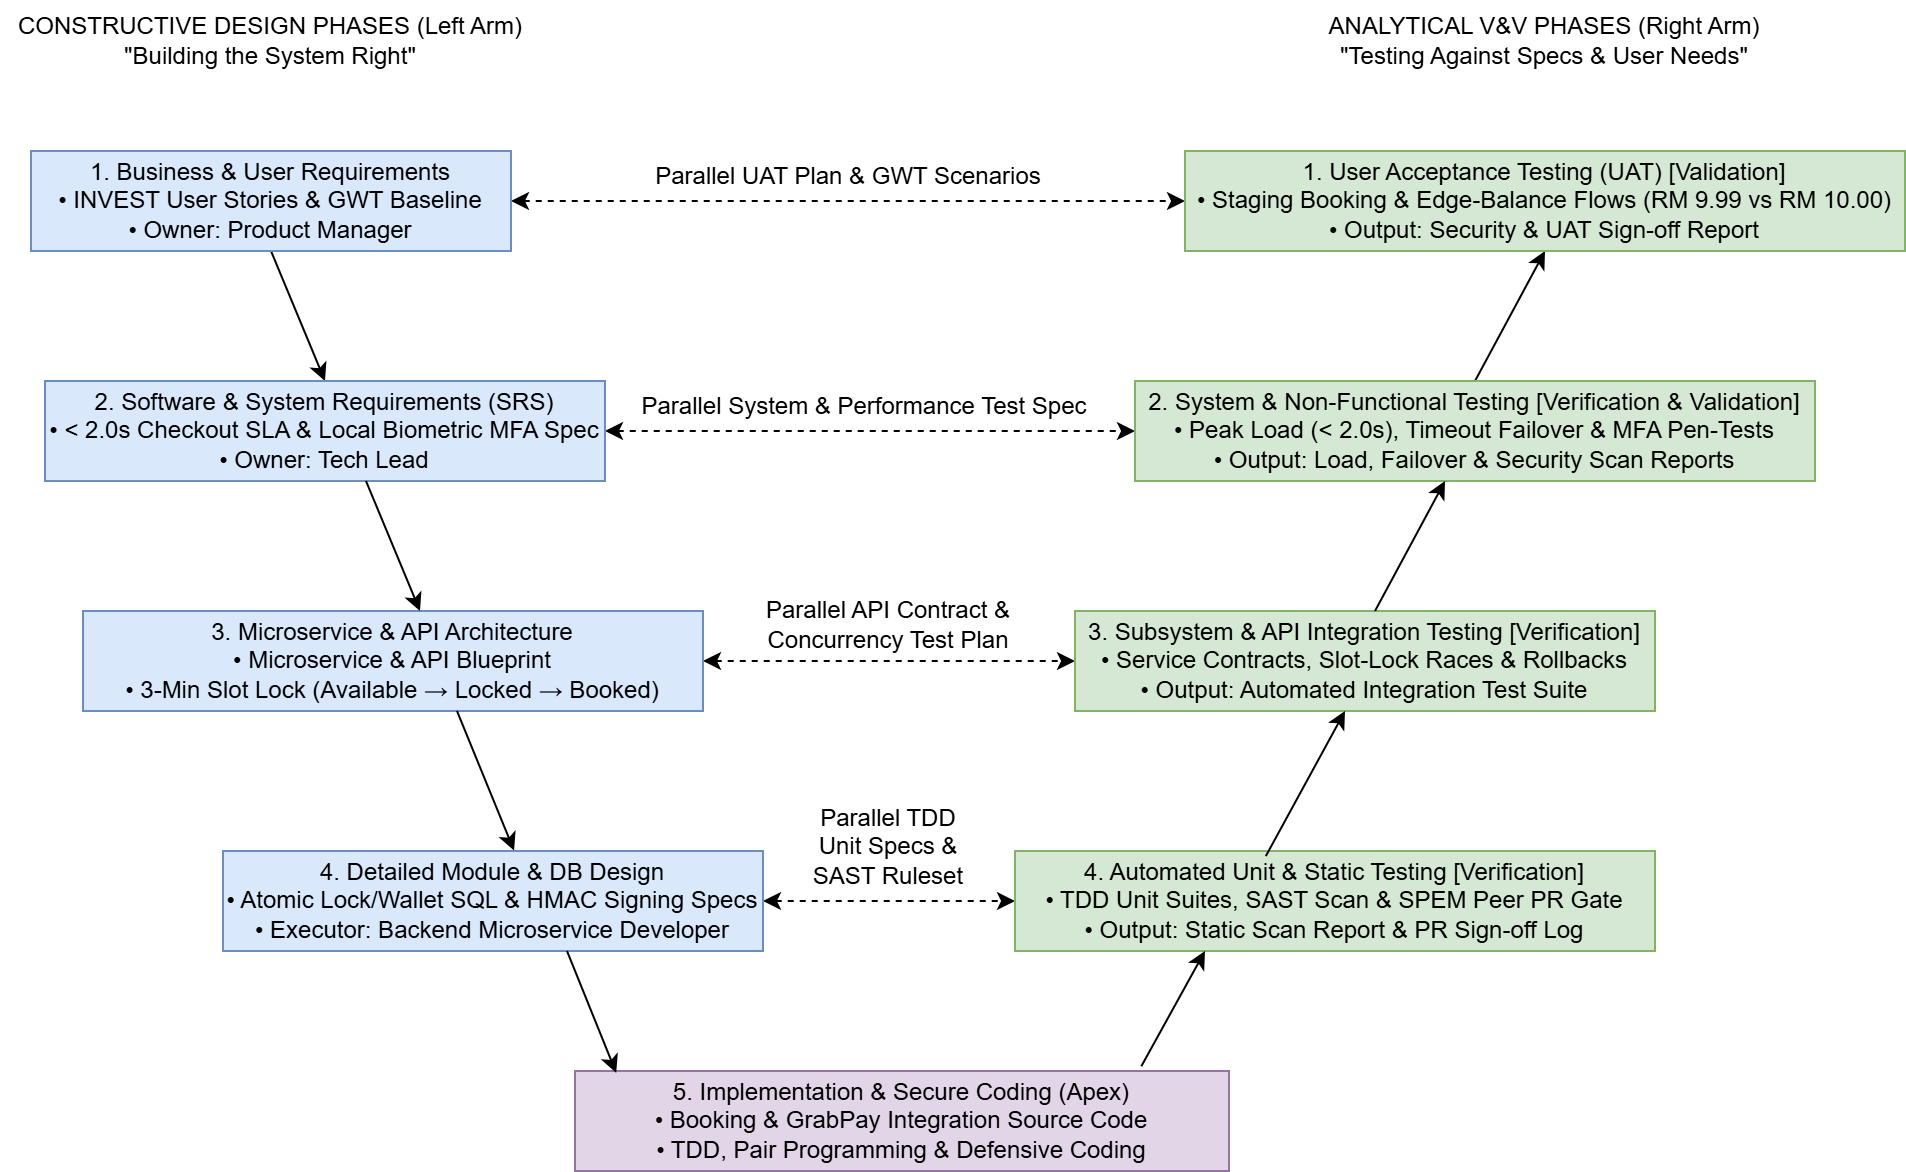 CONSTRUCTIVE DESIGN PHASES (Left Arm)
"Building the System Right"
ANALYTICAL V&V PHASES (Right Arm)
"Testing Against Specs & User Needs"
1. Business & User Requirements
• INVEST User Stories & GWT Baseline
• Owner: Product Manager
Parallel UAT Plan & GWT Scenarios
1. User Acceptance Testing (UAT) [Validation]
• Staging Booking & Edge-Balance Flows (RM 9.99 vs RM 10.00)
• Output: Security & UAT Sign-off Report
2. Software & System Requirements (SRS)
• < 2.0s Checkout SLA & Local Biometric MFA Spec
• Owner: Tech Lead
Parallel System & Performance Test Spec
2. System & Non-Functional Testing [Verification & Validation]
• Peak Load (< 2.0s), Timeout Failover & MFA Pen-Tests
• Output: Load, Failover & Security Scan Reports
3. Microservice & API Architecture
• Microservice & API Blueprint
• 3-Min Slot Lock (Available → Locked → Booked)
Parallel API Contract &
Concurrency Test Plan
3. Subsystem & API Integration Testing [Verification]
• Service Contracts, Slot-Lock Races & Rollbacks
• Output: Automated Integration Test Suite
4. Detailed Module & DB Design
• Atomic Lock/Wallet SQL & HMAC Signing Specs
• Executor: Backend Microservice Developer
Parallel TDD
Unit Specs &
SAST Ruleset
4. Automated Unit & Static Testing [Verification]
• TDD Unit Suites, SAST Scan & SPEM Peer PR Gate
• Output: Static Scan Report & PR Sign-off Log
5. Implementation & Secure Coding (Apex)
• Booking & GrabPay Integration Source Code
• TDD, Pair Programming & Defensive Coding